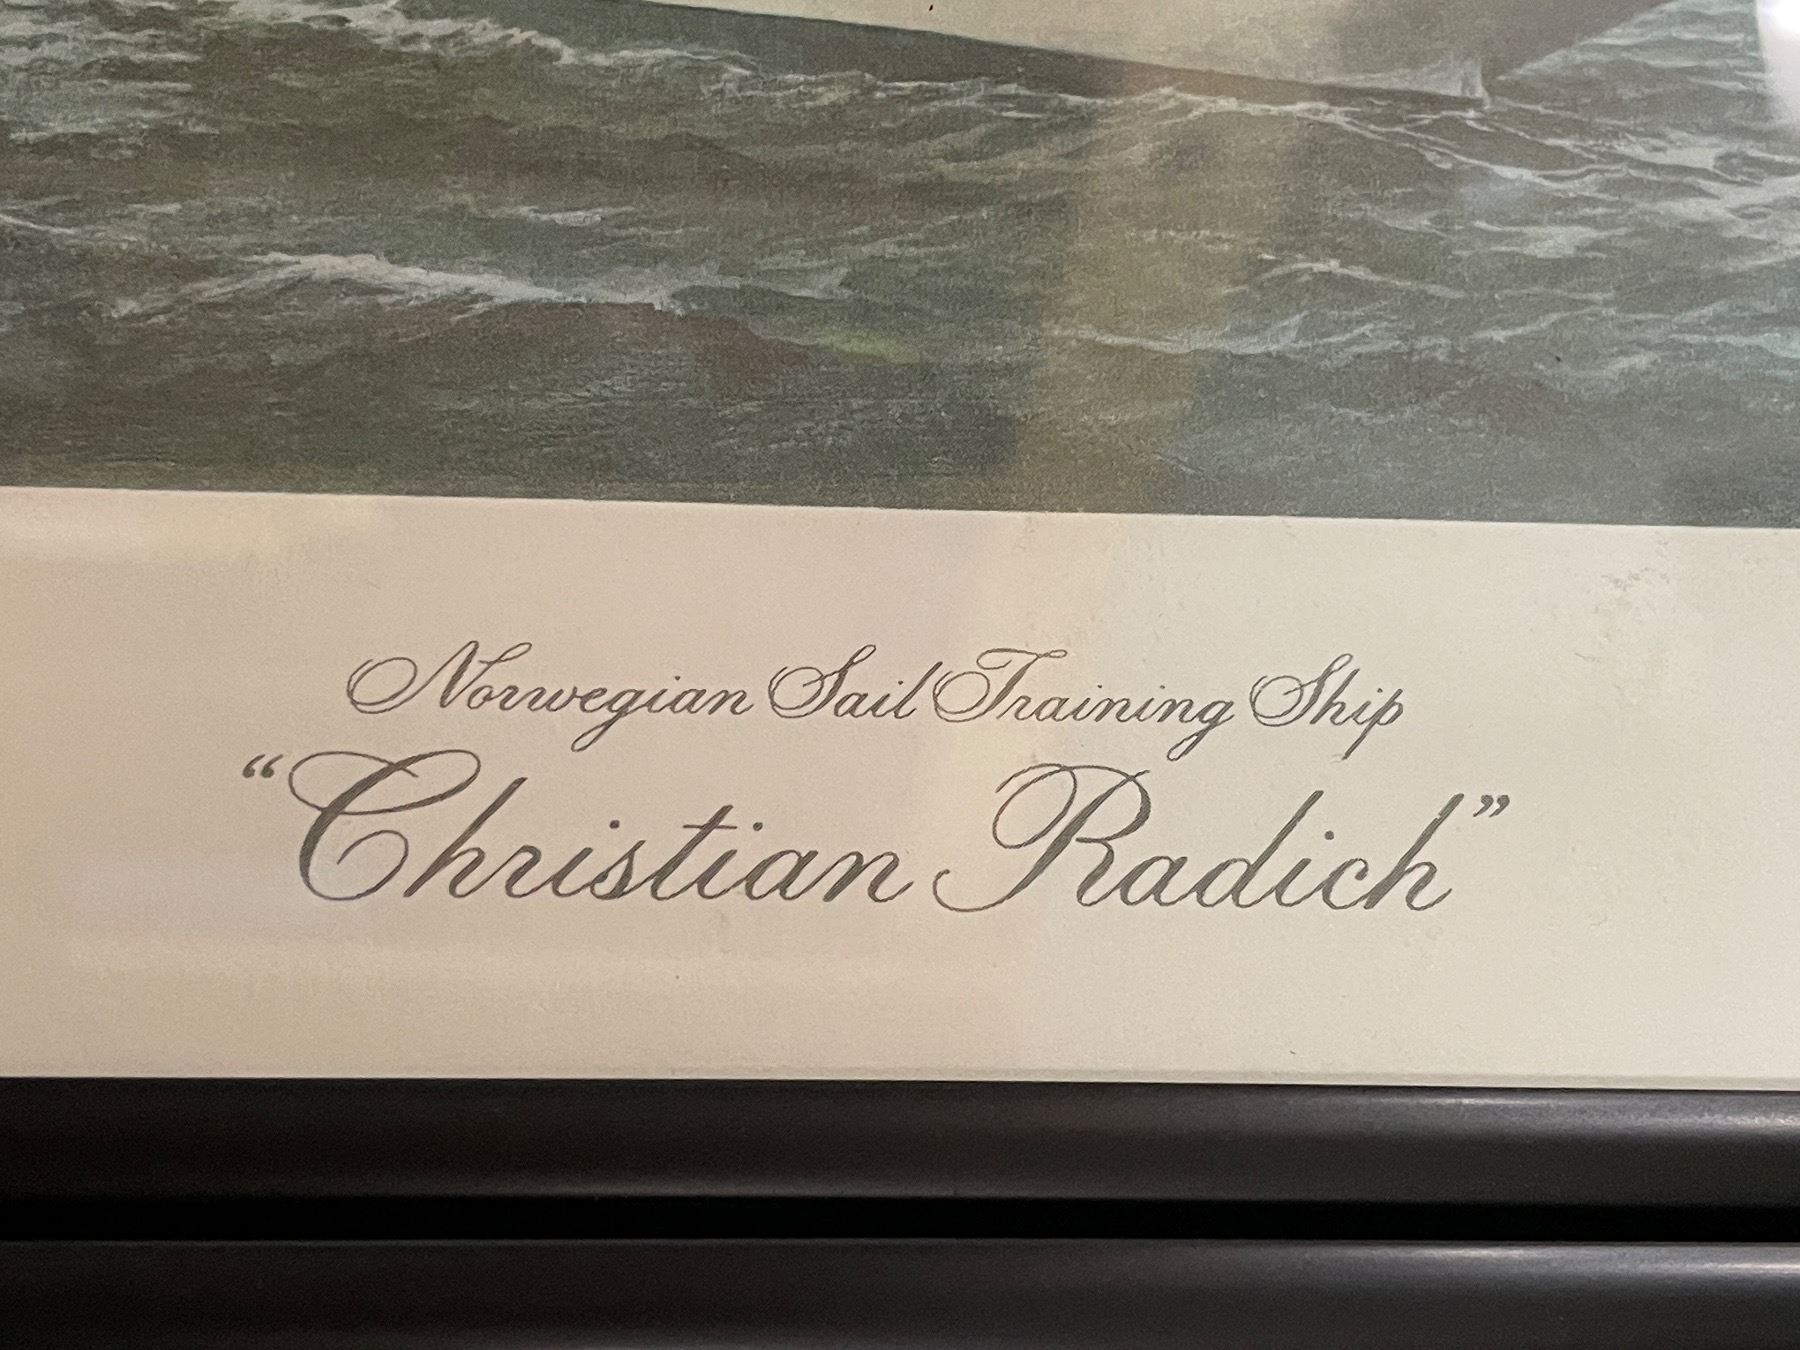 Norwegian Sail Training Ship
“Christian Radich”